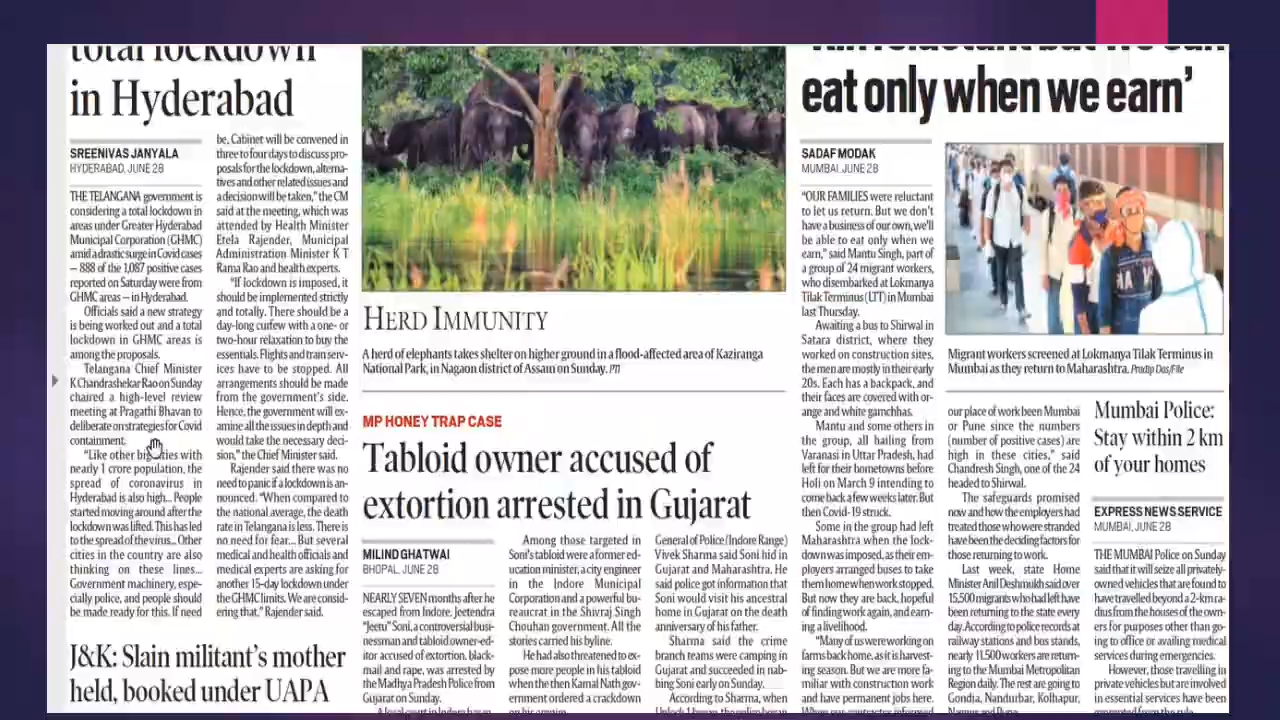 total lockdown
in Hyderabad
SREENIVAS JANYALA
HYDERABAD, JUNE 28
THE TELANGANA government is
considering a total lockdown in
areas under Greater Hyderabad
Municipal Corporation (GHMC)
amid a drastic surge in Covid cases
— 888 of the 1,087 positive cases
reported on Saturday were from
GHMC areas — in Hyderabad.
Officials said a new strategy
is being worked out and a total
lockdown in GHMC areas is
among the proposals.
Telangana Chief Minister
K Chandrashekar Rao on Sunday
chaired a high-level review
meeting at Pragathi Bhavan to
deliberate on strategies for Covid
containment.
"Like other big cities with
nearly 1 crore population, the
spread of coronavirus in
Hyderabad is also high... People
started moving around after the
lockdown was lifted. This has led
to the spread of the virus... Other
cities in the country are also
thinking on these lines...
Government machinery, espe-
cially police, and people should
be made ready for this. If need
be, Cabinet will be convened in
three to four days to discuss pro-
posals for the lockdown, alterna-
tives and other related issues and
a decision will be taken," the CM
said at the meeting, which was
attended by Health Minister
Etela Rajender, Municipal
Administration Minister K T
Rama Rao and health experts.
"If lockdown is imposed, it
should be implemented strictly
and totally. There should be a
day-long curfew with a one- or
two-hour relaxation to buy the
essentials. Flights and train serv-
ices have to be stopped. All
arrangements should be made
from the government's side.
Hence, the government will ex-
amine all the issues in depth and
would take the necessary deci-
sion," the Chief Minister said.
Rajender said there was no
need to panic if a lockdown is an-
nounced. "When compared to
the national average, the death
rate in Telangana is less. There is
no need for fear... But several
medical and health officials and
medical experts are asking for
another 15-day lockdown under
the GHMC limits. We are consid-
ering that," Rajender said.
J&K: Slain militant's mother
held, booked under UAPA
HERD IMMUNITY
A herd of elephants takes shelter on higher ground in a flood-affected area of Kaziranga
National Park, in Nagaon district of Assam on Sunday. PTI
MP HONEY TRAP CASE
Tabloid owner accused of
extortion arrested in Gujarat
MILIND GHATWAI
BHOPAL, JUNE 28
NEARLY SEVEN months after he
escaped from Indore, Jeetendra
"Jeetu" Soni, a controversial busi-
nessman and tabloid owner-ed-
itor accused of extortion, black-
mail and rape, was arrested by
the Madhya Pradesh Police from
Gujarat on Sunday.
Among those targeted in
Soni's tabloid were a former ed-
ucation minister, a city engineer
in the Indore Municipal
Corporation and a powerful bu-
reaucrat in the Shivraj Singh
Chouhan government. All the
stories carried his byline.
He had also threatened to ex-
pose more people in his tabloid
when the then Kamal Nath gov-
ernment ordered a crackdown
General of Police (Indore Range)
Vivek Sharma said Soni hid in
Gujarat and Maharashtra. He
said police got information that
Soni would visit his ancestral
home in Gujarat on the death
anniversary of his father.
Sharma said the crime
branch teams were camping in
Gujarat and succeeded in nab-
bing Soni early on Sunday.
According to Sharma, when
reluctant but we can
eat only when we earn'
SADAF MODAK
MUMBAI, JUNE 28
"OUR FAMILIES were reluctant
to let us return. But we don't
have a business of our own, we'll
be able to eat only when we
earn," said Mantu Singh, part of
a group of 24 migrant workers,
who disembarked at Lokmanya
Tilak Terminus (LTT) in Mumbai
last Thursday.
Awaiting a bus to Shirwal in
Satara district, where they
worked on construction sites,
the men are mostly in their early
20s. Each has a backpack, and
their faces are covered with or-
ange and white gamchhas.
Mantu and some others in
the group, all hailing from
Varanasi in Uttar Pradesh, had
left for their hometowns before
Holi on March 9 intending to
come back a few weeks later. But
then Covid-19 struck.
Some in the group had left
Maharashtra when the lock-
down was imposed, as their em-
ployers arranged buses to take
them home when work stopped.
But now they are back, hopeful
of finding work again, and earn-
ing a livelihood.
"Many of us were working on
farms back home, as it is harvest-
ing season. But we are more fa-
miliar with construction work
and have permanent jobs here.
Migrant workers screened at Lokmanya Tilak Terminus in
Mumbai as they return to Maharashtra. Pradip Das/File
our place of work been Mumbai
or Pune since the numbers
(number of positive cases) are
high in these cities," said
Chandresh Singh, one of the 24
headed to Shirwal.
The safeguards promised
now and how the employers had
treated those who were stranded
have been the deciding factors for
those returning to work.
Last week, state Home
Minister Anil Deshmukh said over
15,500 migrants who had left have
been returning to the state every
day. According to police records at
railway stations and bus stands,
nearly 11,500 workers are return-
ing to the Mumbai Metropolitan
Region daily. The rest are going to
Gondia, Nandurbar, Kolhapur,
Mumbai Police:
Stay within 2 km
of your homes
EXPRESS NEWS SERVICE
MUMBAI, JUNE 28
THE MUMBAI Police on Sunday
said that it will seize all privately-
owned vehicles that are found to
have travelled beyond a 2-km ra-
dius from the houses of the own-
ers for purposes other than go-
ing to office or availing medical
services during emergencies.
However, those travelling in
private vehicles but are involved
in essential services have been